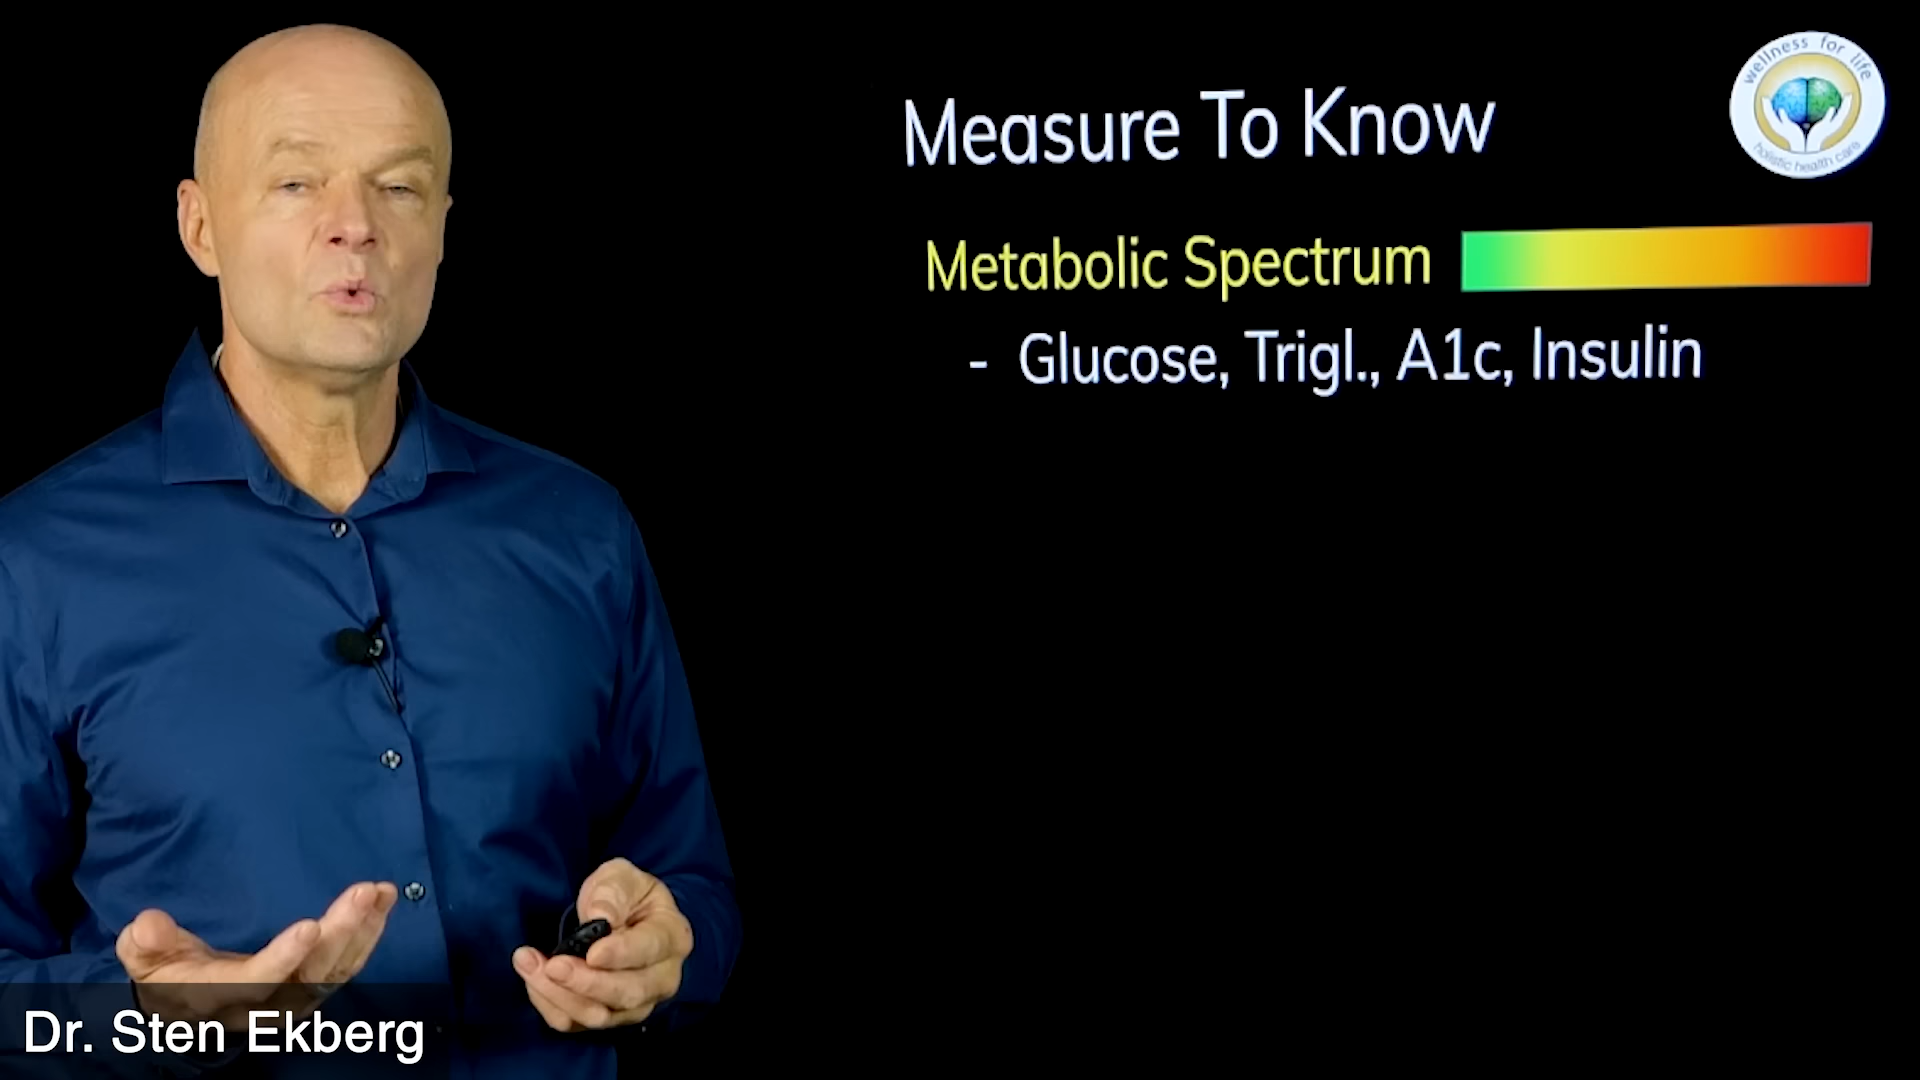 wellness for life
Measure To Know
holistic health care
Metabolic Spectrum
- Glucose, Trigl., A1c, Insulin
Dr. Sten Ekberg